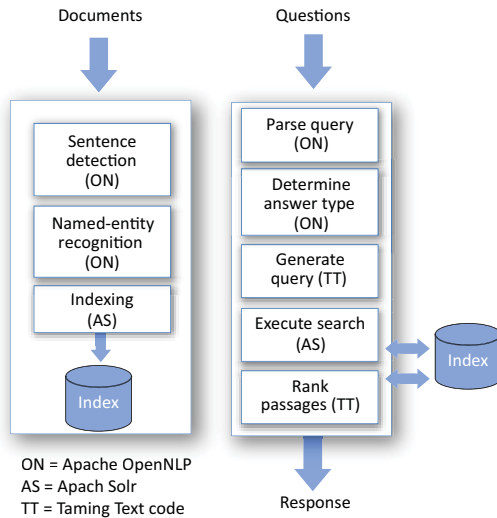 Documents
Sentence
detection
(ON)
Named-entity
recognition
(ON)
Indexing
(AS)
Index
Questions
Parse query
(ON)
Determine
answer type
(ON)
Generate
query (TT)
Execute search
(AS)
Rank
passages (TT)
Index
Response
ON = Apache OpenNLP
AS = Apach Solr
TT = Taming Text code